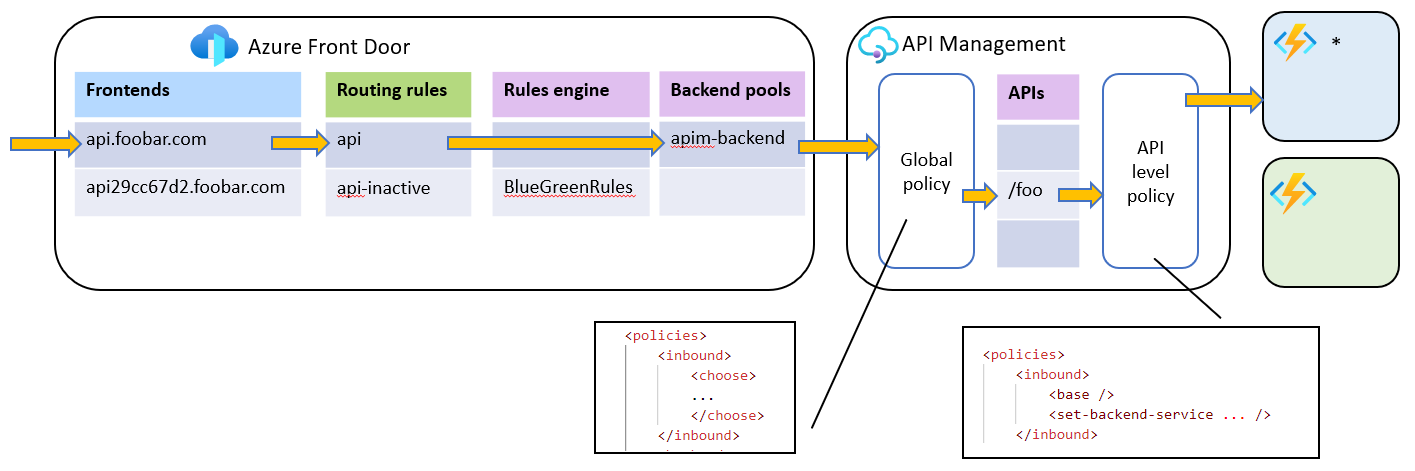 Azure Front Door
Frontends
Routing rules
Rules engine
Backend pools
api.foobar.com
api
apim-backend
api29cc67d2.foobar.com
api-inactive
BlueGreenRules
API Management
Global
policy
APIs
/foo
API
level
policy
*
<policies>
<inbound>
<choose>
...
</choose>
</inbound>
<policies>
<inbound>
<base />
<set-backend-service ... />
</inbound>